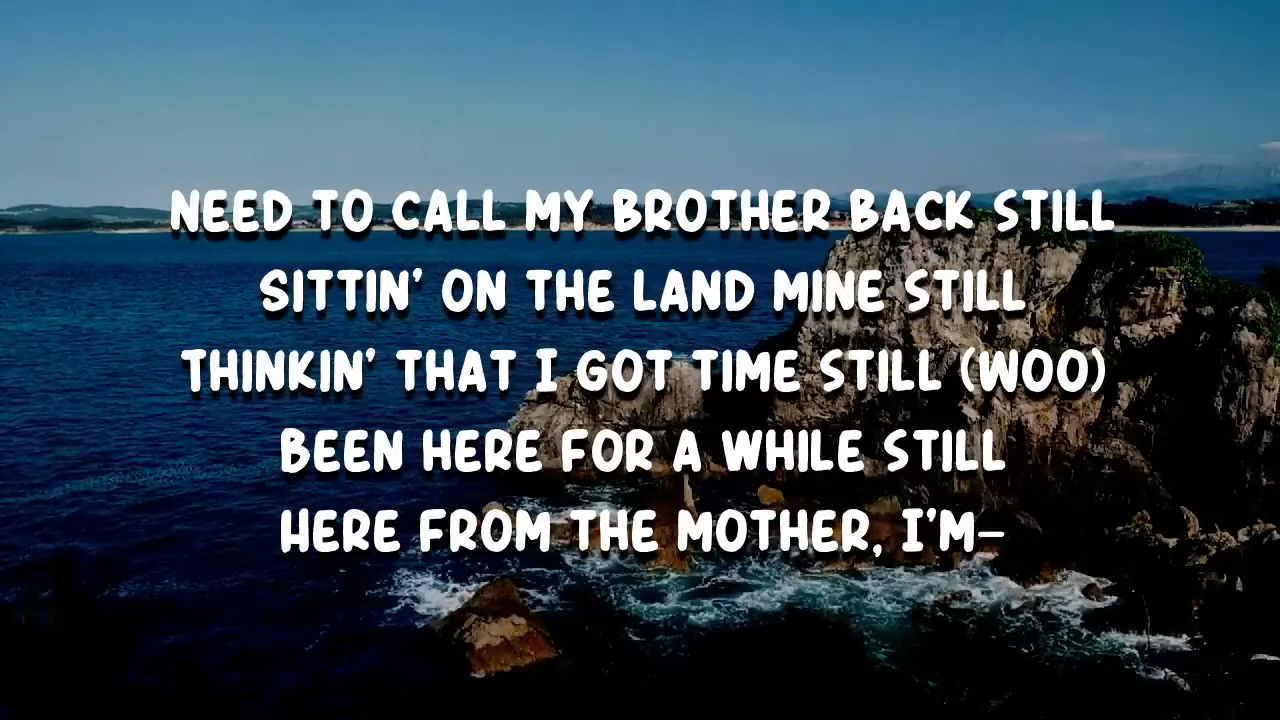 NEED TO CALL MY BROTHER BACK STILL
SITTIN' ON THE LAND MINE STILL
THINKIN' THAT I GOT TIME STILL (WOO)
BEEN HERE FOR A WHILE STILL
HERE FROM THE MOTHER, I'M-